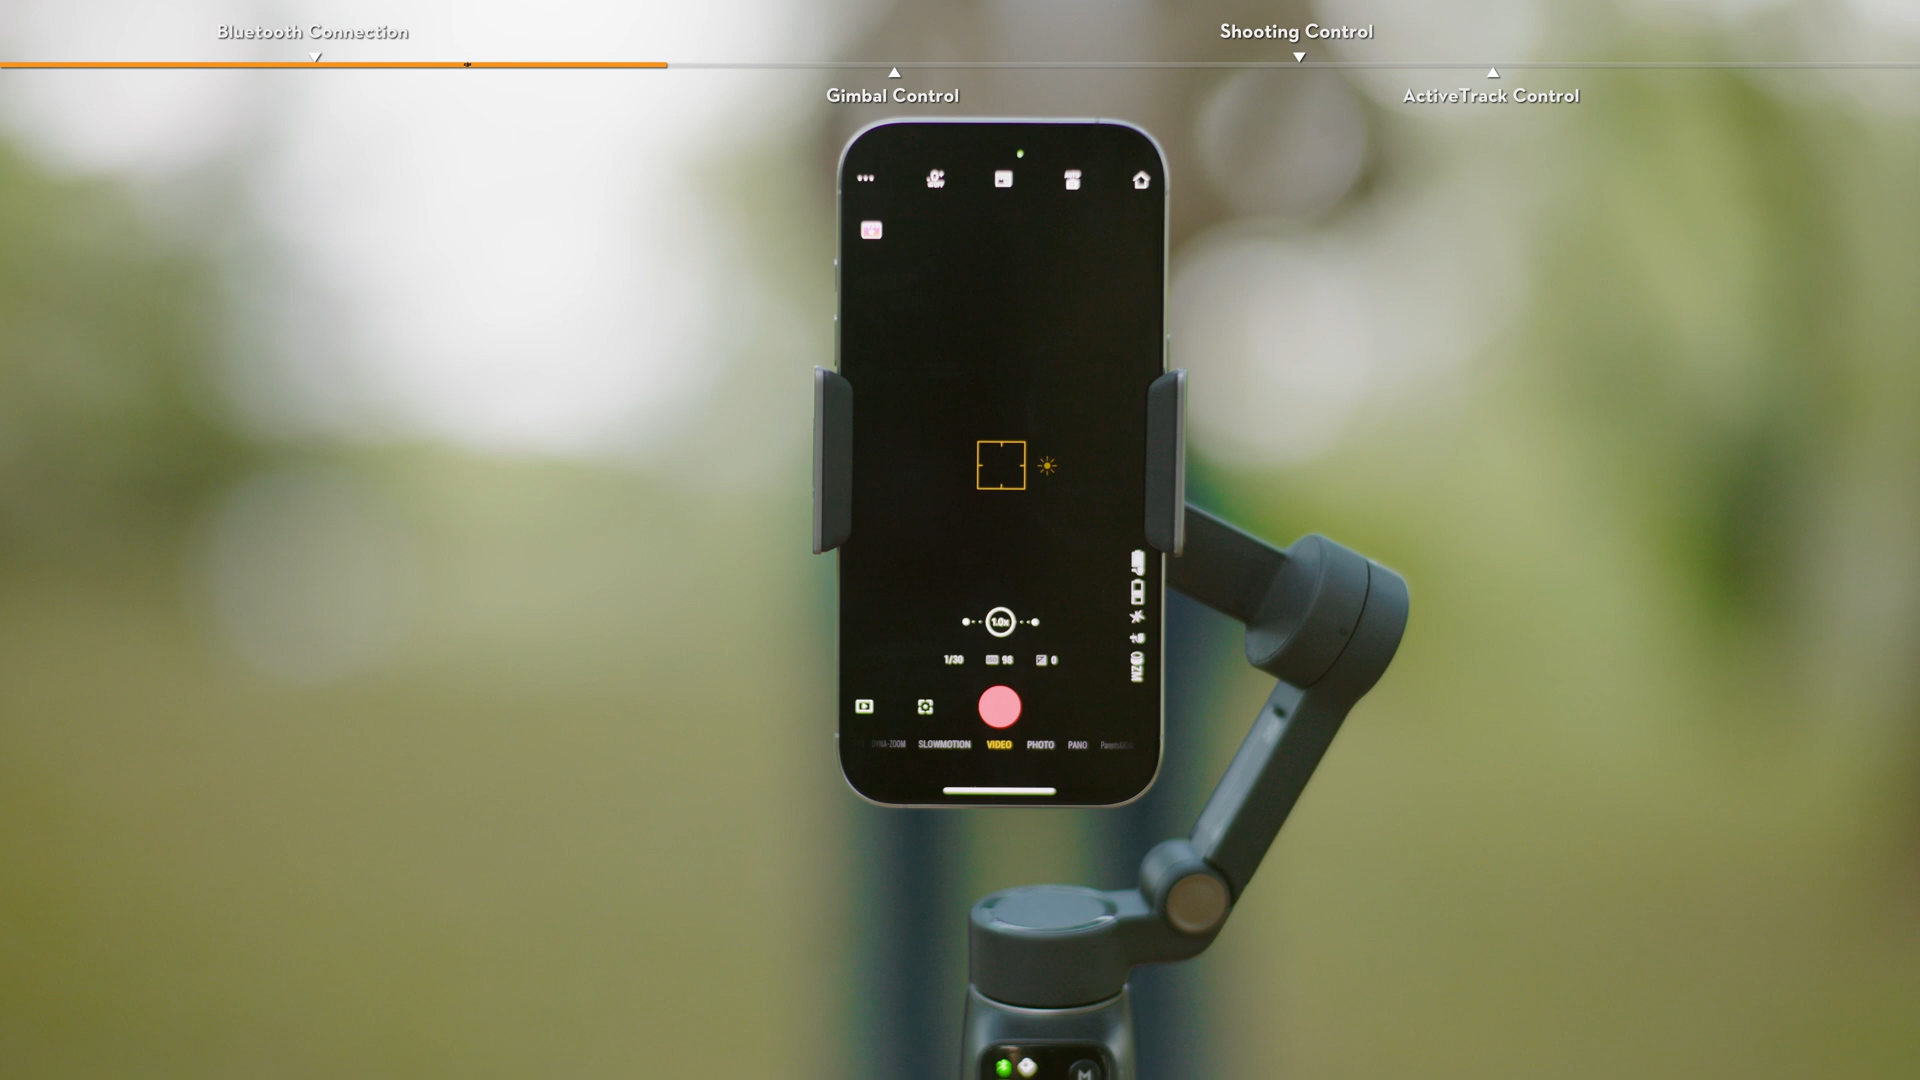 Bluetooth Connection
Shooting Control
Gimbal Control
ActiveTrack Control
1.0x
1/30
98
0
SLOWMOTION
VIDEO
PHOTO
PANO
M